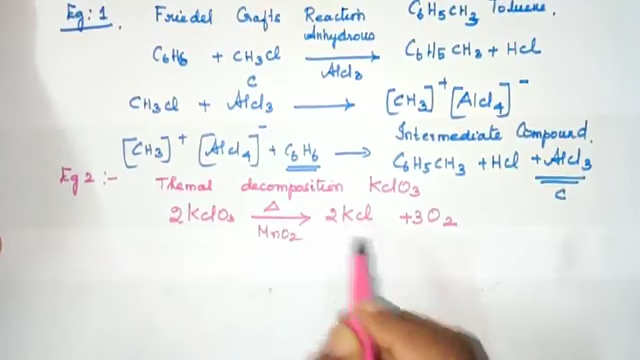 Eg: 1. Friedel Crafts Reaction C6H5CH3 Toluene.
C6H6 + CH3Cl Anhydrous AlCl3 → C6H5CH3 + HCl
C
CH3Cl + AlCl3 → [CH3]+ [AlCl4]−
Intermediate Compound.
[CH3]+ [AlCl4]− + C6H6 → C6H5CH3 + HCl + AlCl3
C
Eg 2 :- Themal decomposition KClO3
2KClO3 Δ MnO2 → 2KCl + 3O2